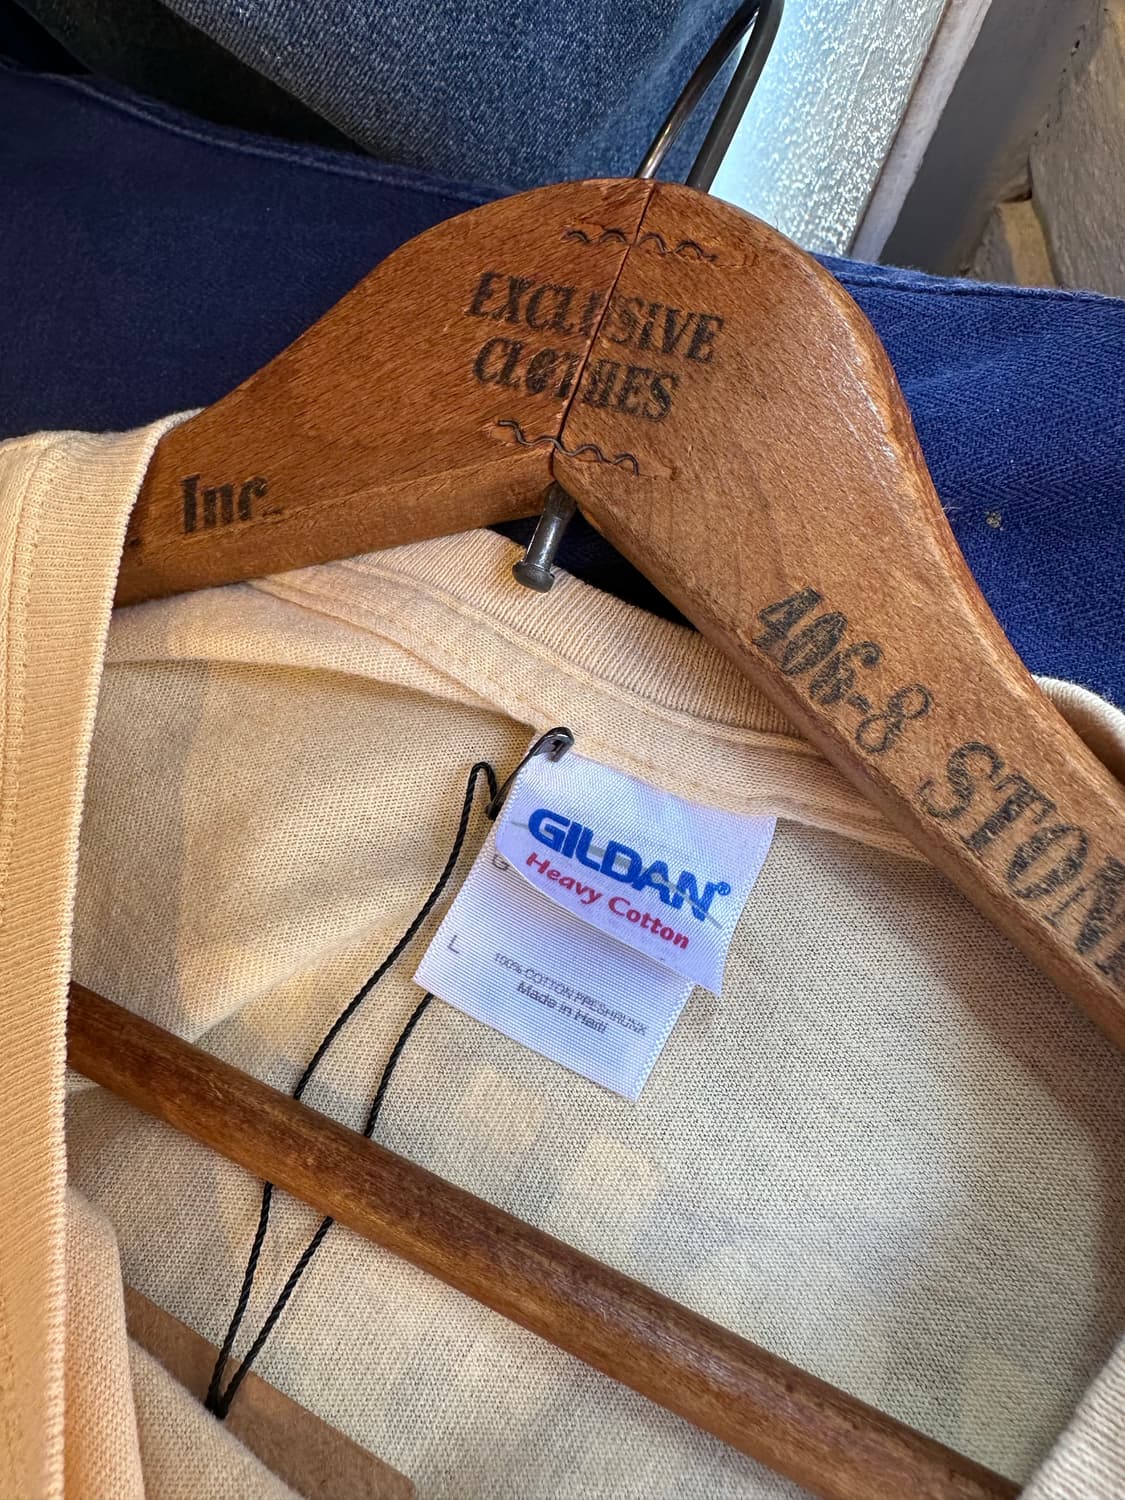 EXCLUSIVE
CLOTHES
Inc.
406-8 STON
GILDAN®
Heavy Cotton
G
L
100% COTTON PRESHRUNK
Made in Haiti